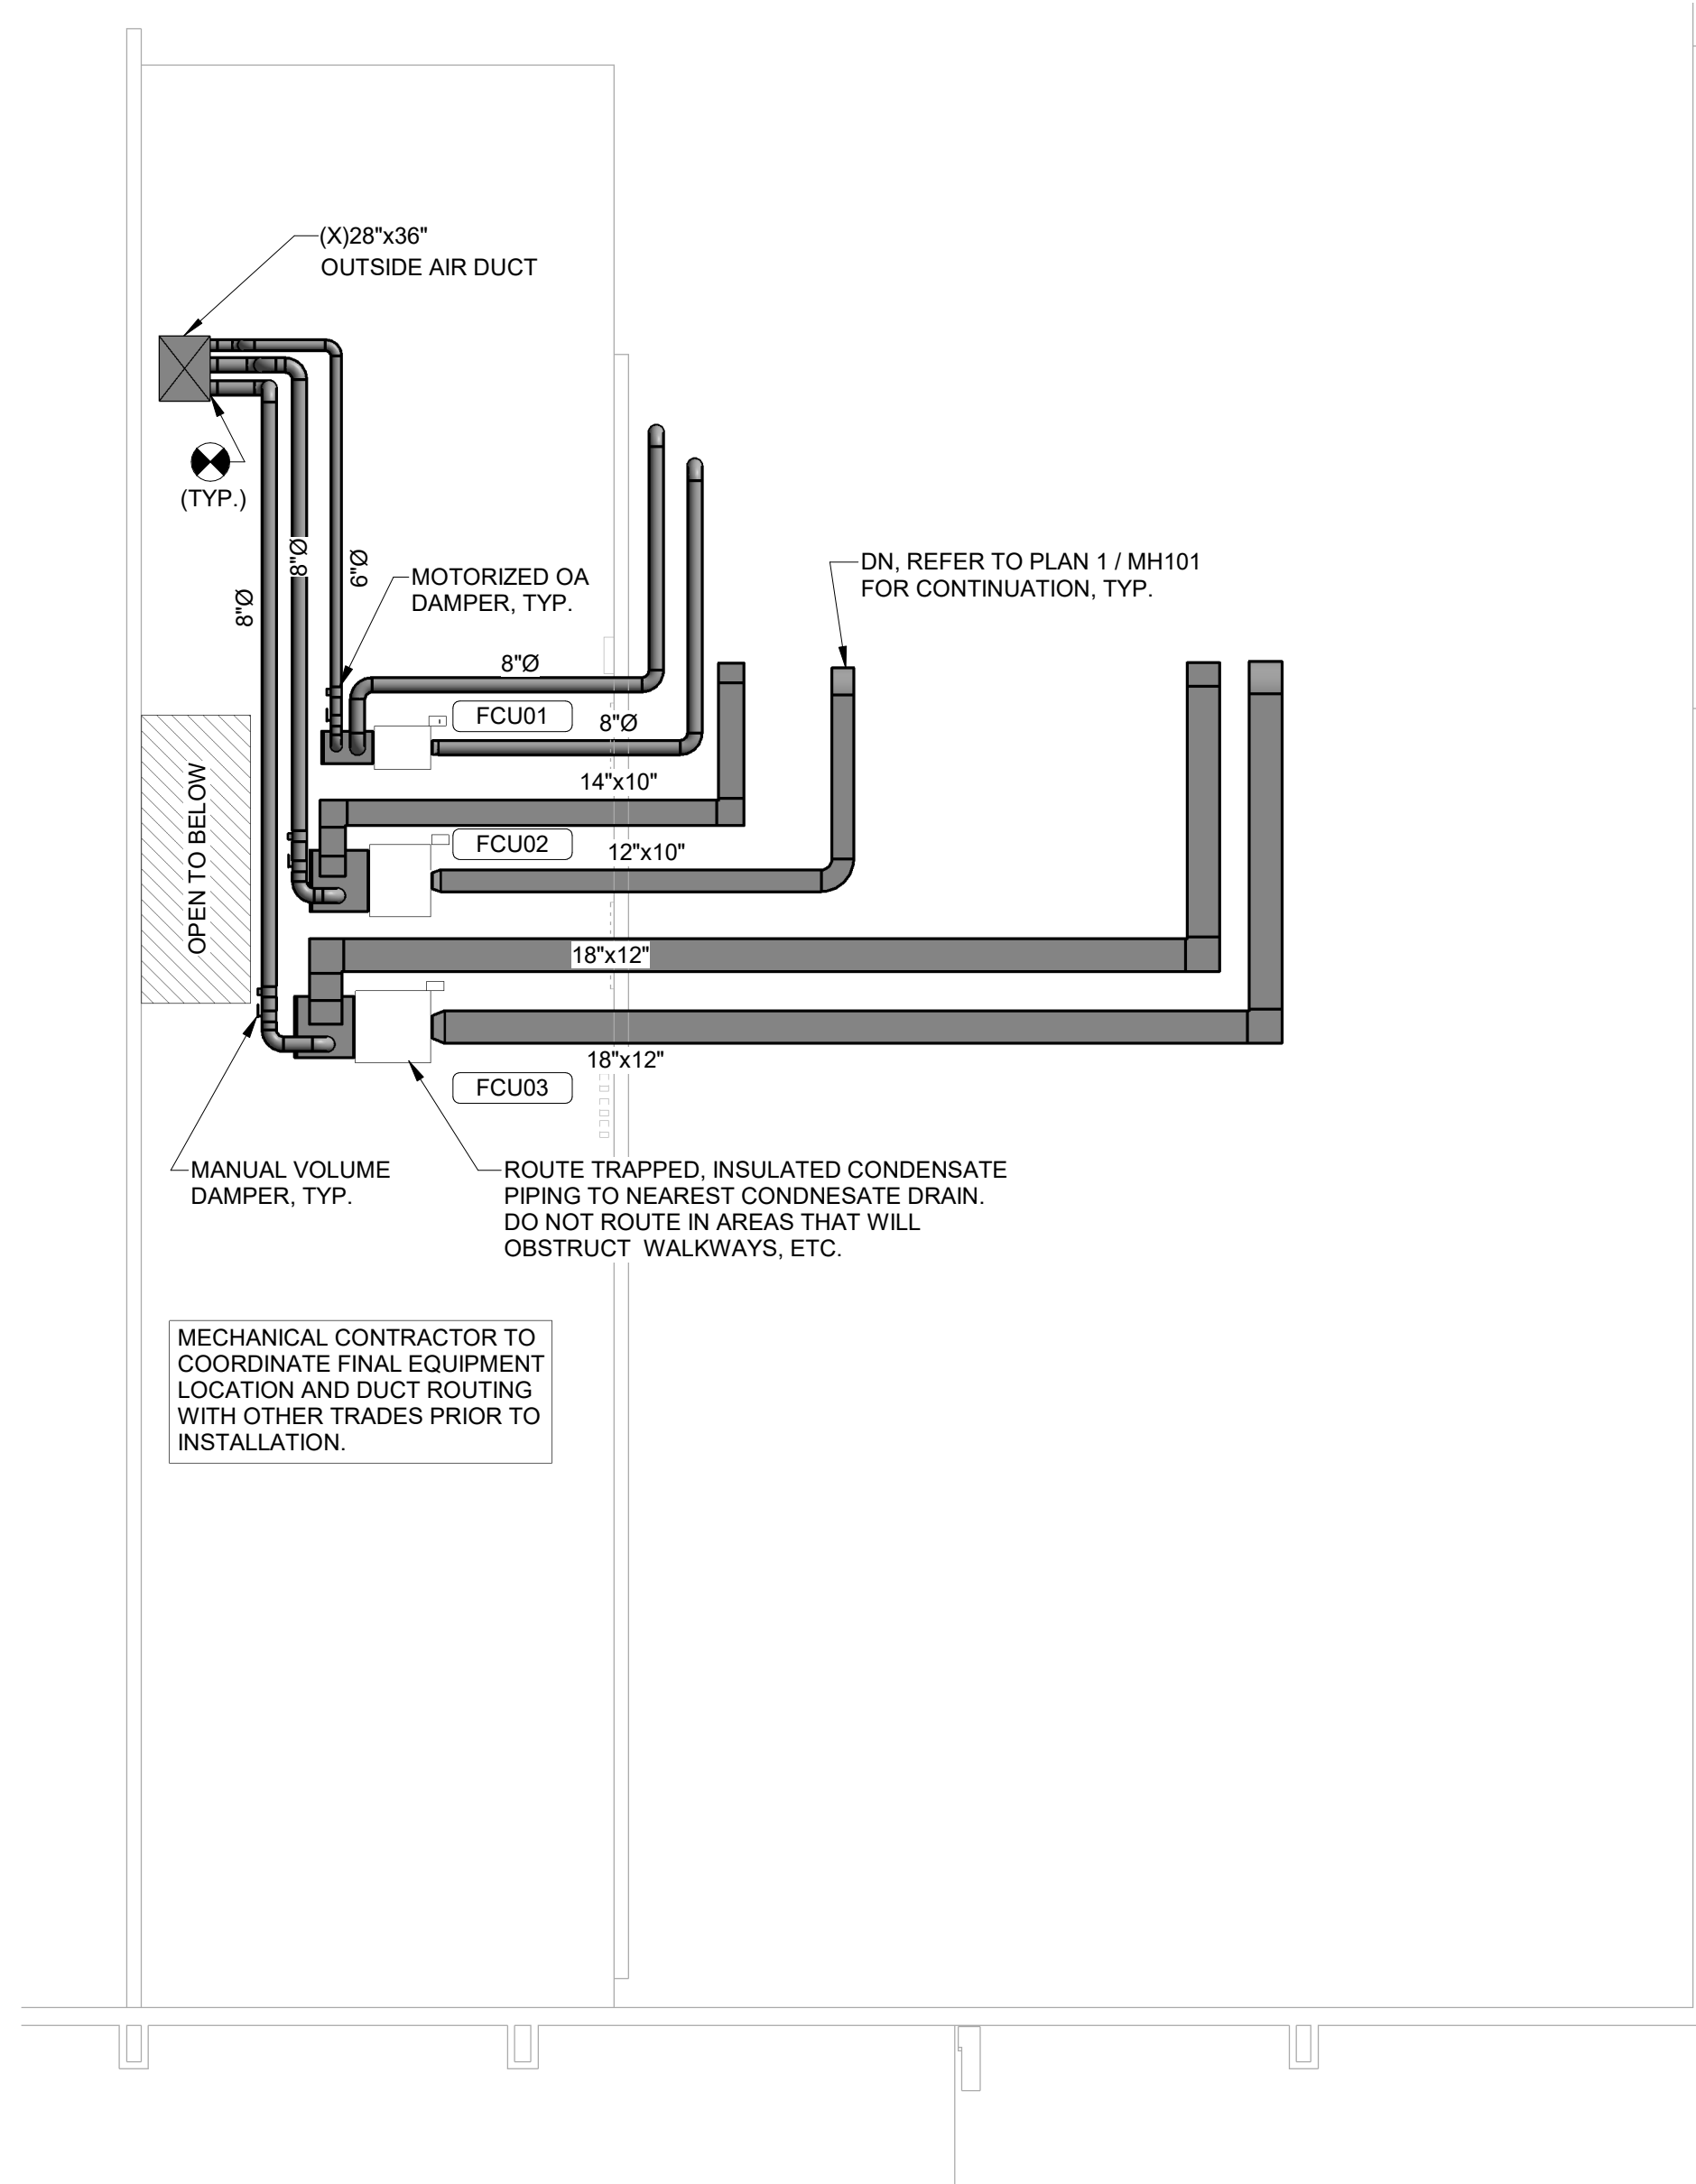 (X)28"x36"
OUTSIDE AIR DUCT
(TYP.)
8"Ø
8"Ø
6"Ø
MOTORIZED OA
DAMPER, TYP.
DN, REFER TO PLAN 1 / MH101
FOR CONTINUATION, TYP.
8"Ø
FCU01
8"Ø
14"x10"
OPEN TO BELOW
FCU02
12"x10"
18"x12"
18"x12"
FCU03
MANUAL VOLUME
DAMPER, TYP.
ROUTE TRAPPED, INSULATED CONDENSATE
PIPING TO NEAREST CONDNESATE DRAIN.
DO NOT ROUTE IN AREAS THAT WILL
OBSTRUCT  WALKWAYS, ETC.
MECHANICAL CONTRACTOR TO
COORDINATE FINAL EQUIPMENT
LOCATION AND DUCT ROUTING
WITH OTHER TRADES PRIOR TO
INSTALLATION.